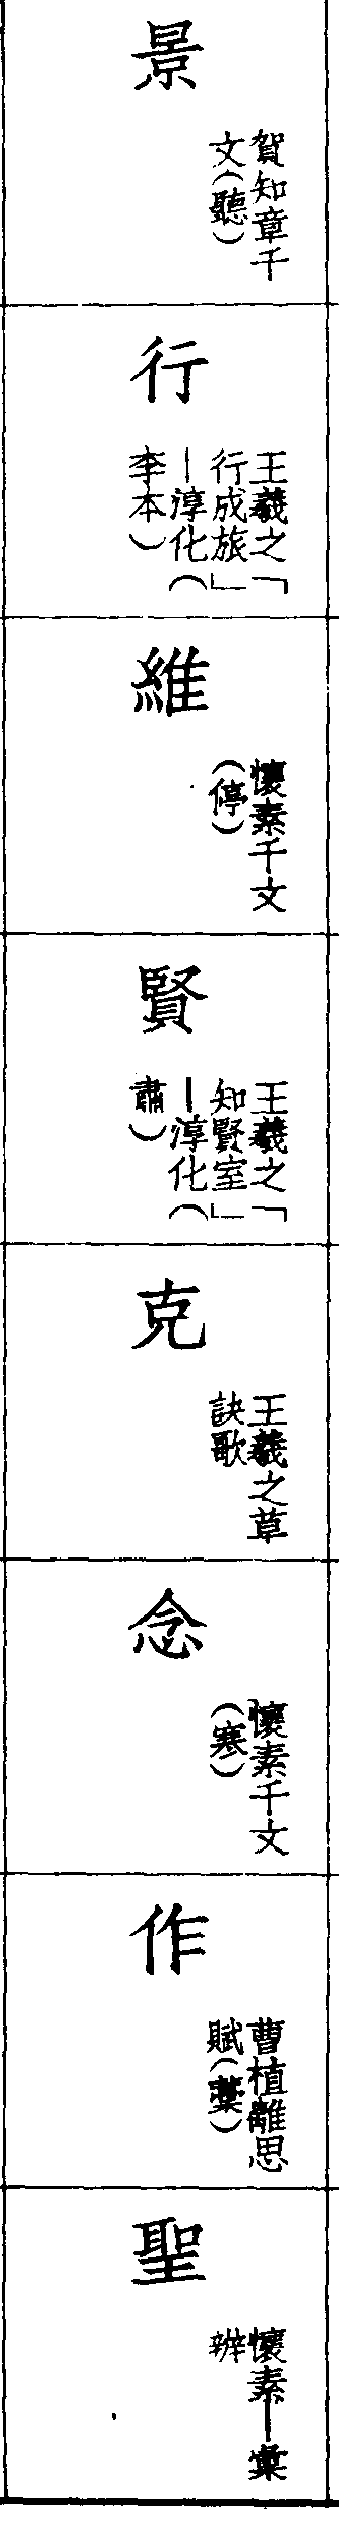 景
賀知章千
文(聽)
行
王羲之「
行成旅」
—淳化(
李本)
維
懷素千文
(停)
賢
王羲之「
知賢室」
—淳化(
肅)
克
王羲之草
訣歌
念
懷素千文
(寒)
作
曹植離思
賦(藁)
聖
懷素—彙
辨